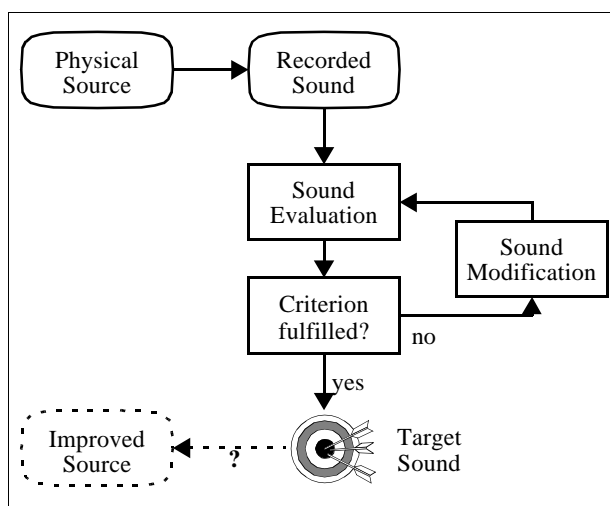 Physical
Source
Recorded
Sound
Sound
Evaluation
Sound
Modification
Criterion
fulfilled?
no
yes
Improved
Source
?
Target
Sound